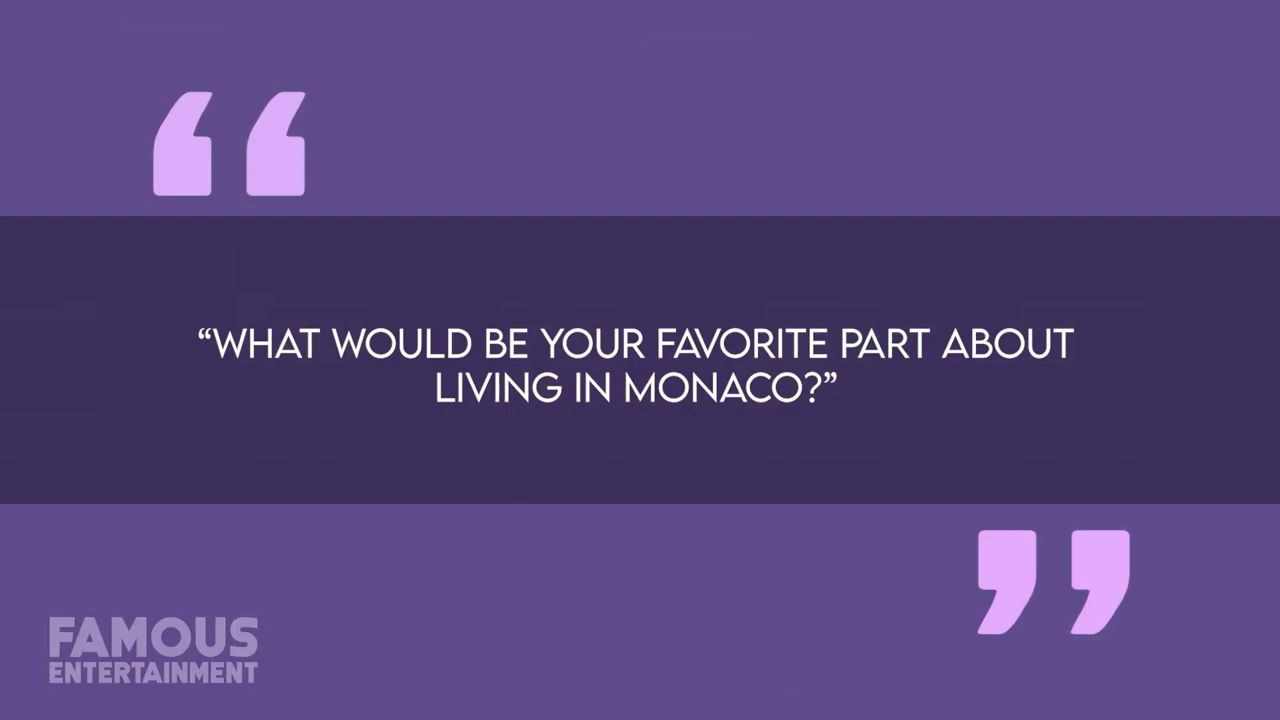 “WHAT WOULD BE YOUR FAVORITE PART ABOUT
LIVING IN MONACO?”
FAMOUS
ENTERTAINMENT